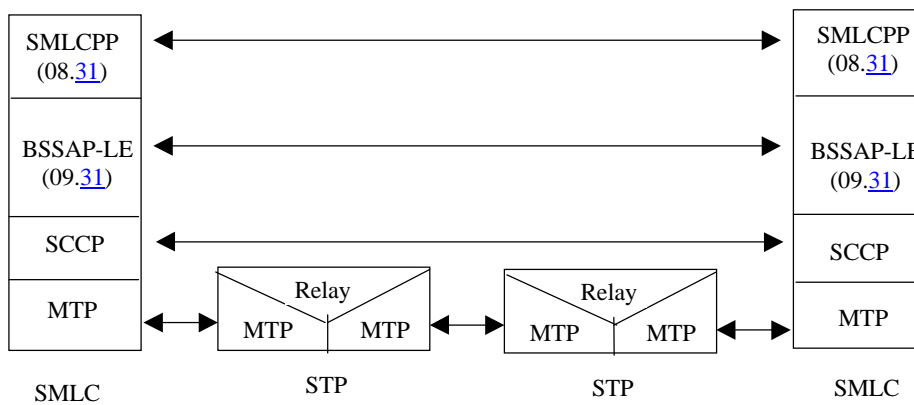 SMLCPP
(08.31)
BSSAP-LE
(09.31)
SCCP
MTP
SMLC
Relay
MTP MTP
STP
Relay
MTP MTP
STP
SMLCPP
(08.31)
BSSAP-LE
(09.31)
SCCP
MTP
SMLC